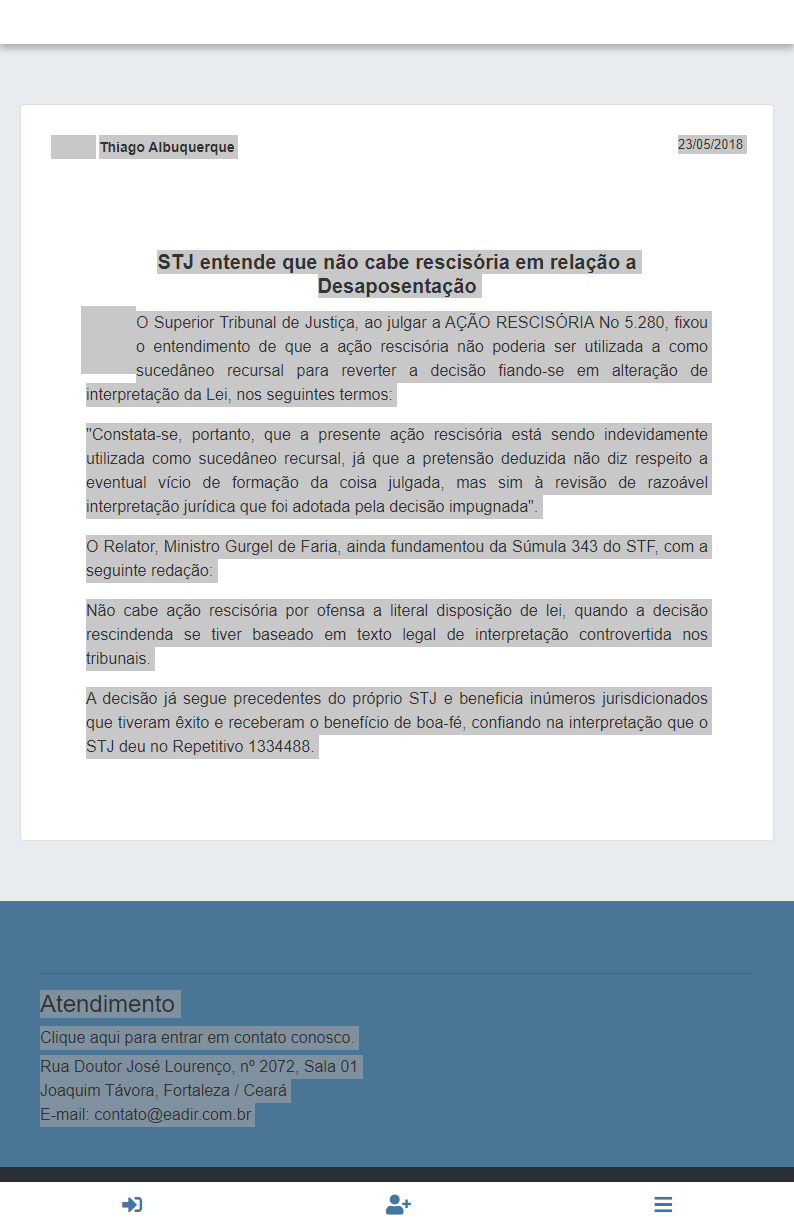 Thiago Albuquerque
23/05/2018
STJ entende que não cabe rescisória em relação a
Desaposentação
O Superior Tribunal de Justiça, ao julgar a AÇÃO RESCISÓRIA No 5.280, fixou
o entendimento de que a ação rescisória não poderia ser utilizada a como
sucedâneo recursal para reverter a decisão fiando-se em alteração de
interpretação da Lei, nos seguintes termos:
"Constata-se, portanto, que a presente ação rescisória está sendo indevidamente
utilizada como sucedâneo recursal, já que a pretensão deduzida não diz respeito a
eventual vício de formação da coisa julgada, mas sim à revisão de razoável
interpretação jurídica que foi adotada pela decisão impugnada".
O Relator, Ministro Gurgel de Faria, ainda fundamentou da Súmula 343 do STF, com a
seguinte redação:
Não cabe ação rescisória por ofensa a literal disposição de lei, quando a decisão
rescindenda se tiver baseado em texto legal de interpretação controvertida nos
tribunais.
A decisão já segue precedentes do próprio STJ e beneficia inúmeros jurisdicionados
que tiveram êxito e receberam o benefício de boa-fé, confiando na interpretação que o
STJ deu no Repetitivo 1334488.
Atendimento
Clique aqui para entrar em contato conosco.
Rua Doutor José Lourenço, nº 2072, Sala 01
Joaquim Távora, Fortaleza / Ceará
E-mail: contato@eadir.com.br